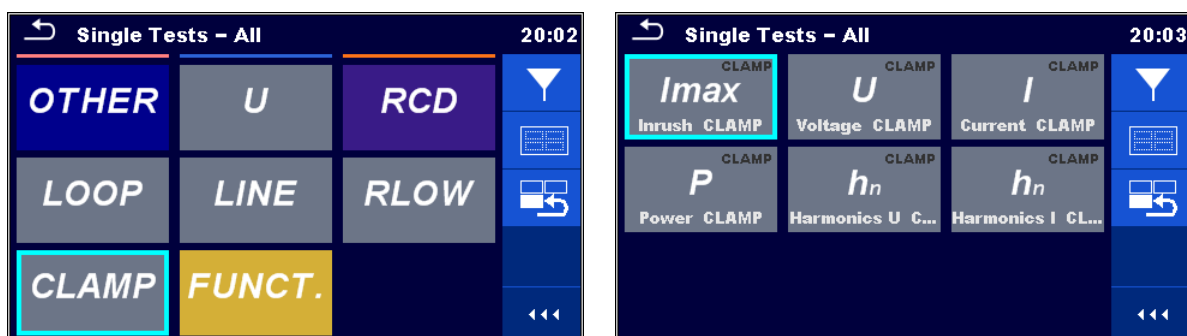 Single Tests – All 20:02
OTHER U RCD
LOOP LINE RLOW
CLAMP FUNCT.
Single Tests – All 20:03
CLAMP CLAMP CLAMP
Imax U I
Inrush CLAMP Voltage CLAMP Current CLAMP
CLAMP CLAMP CLAMP
P hn hn
Power CLAMP Harmonics U C... Harmonics I CL...